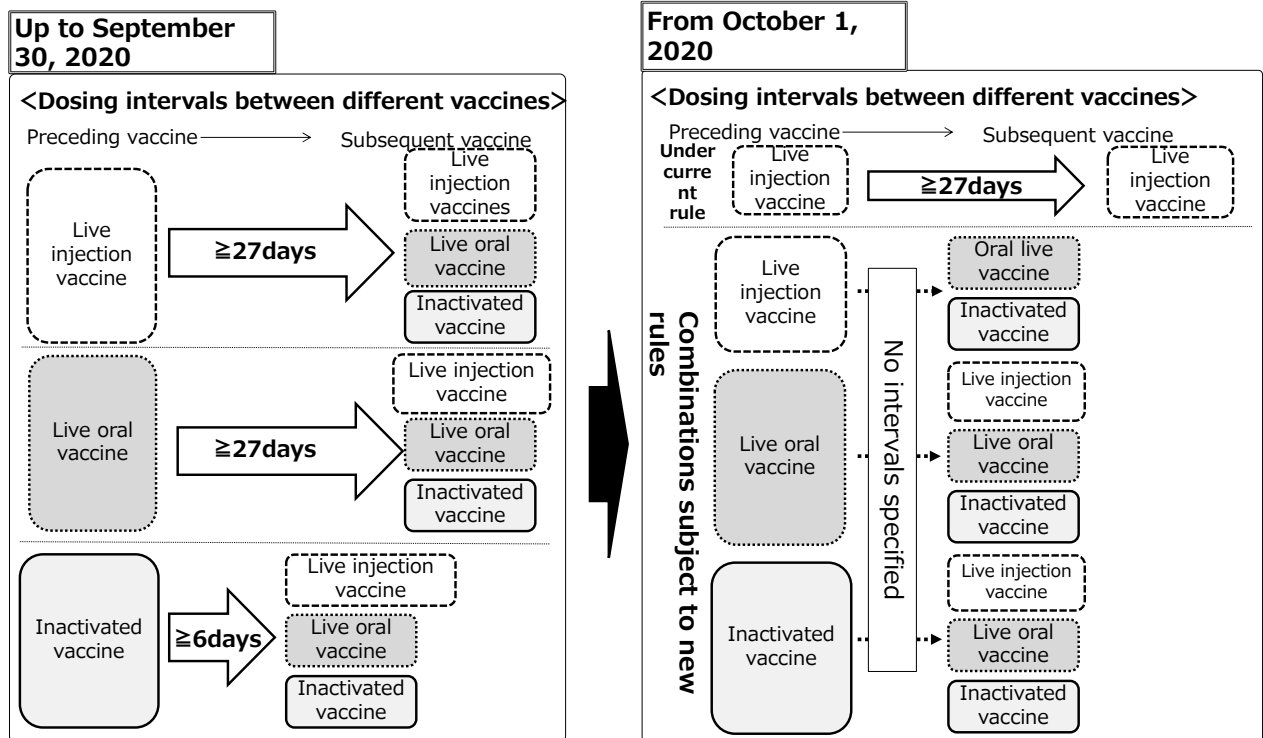 Up to September
30, 2020
<Dosing intervals between different vaccines>
Preceding vaccine
Subsequent vaccine
Live
injection
vaccine
≧27days
Live
injection
vaccines
Live oral
vaccine
Inactivated
vaccine
Live oral
vaccine
≧27days
Live injection
vaccine
Live oral
vaccine
Inactivated
vaccine
Inactivated
vaccine
≧6days
Live injection
vaccine
Live oral
vaccine
Inactivated
vaccine
From October 1,
2020
<Dosing intervals between different vaccines>
Preceding vaccine
Subsequent vaccine
Under
curre
nt
rule
Live
injection
vaccine
≧27days
Live
injection
vaccine
Combinations subject to new
rules
Live
injection
vaccine
No intervals specified
Oral live
vaccine
Inactivated
vaccine
Live oral
vaccine
Live injection
vaccine
Live oral
vaccine
Inactivated
vaccine
Inactivated
vaccine
Live injection
vaccine
Live oral
vaccine
Inactivated
vaccine